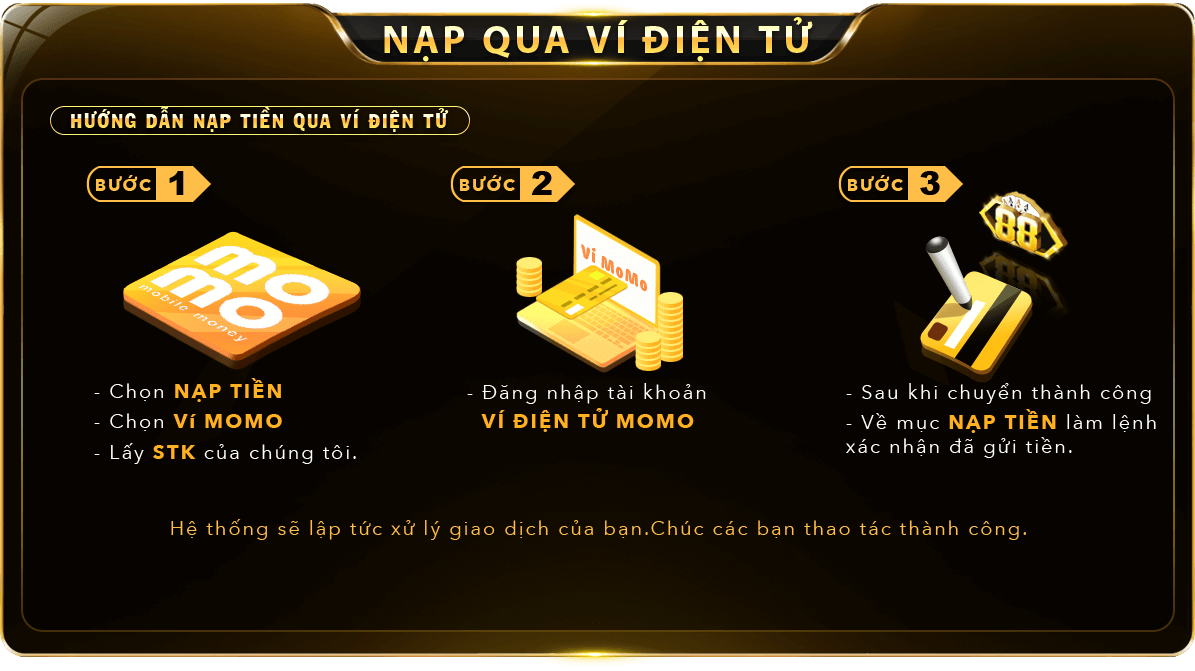 NẠP QUA VÍ ĐIỆN TỬ
HƯỚNG DẪN NẠP TIỀN QUA VÍ ĐIỆN TỬ
BƯỚC 1
mo
mo
mobile money
- Chọn NẠP TIỀN
- Chọn Ví MOMO
- Lấy STK của chúng tôi.
BƯỚC 2
Ví MoMo
- Đăng nhập tài khoản
VÍ ĐIỆN TỬ MOMO
BƯỚC 3
88
- Sau khi chuyển thành công
- Về mục NẠP TIỀN làm lệnh
xác nhận đã gửi tiền.
Hệ thống sẽ lập tức xử lý giao dịch của bạn.Chúc các bạn thao tác thành công.